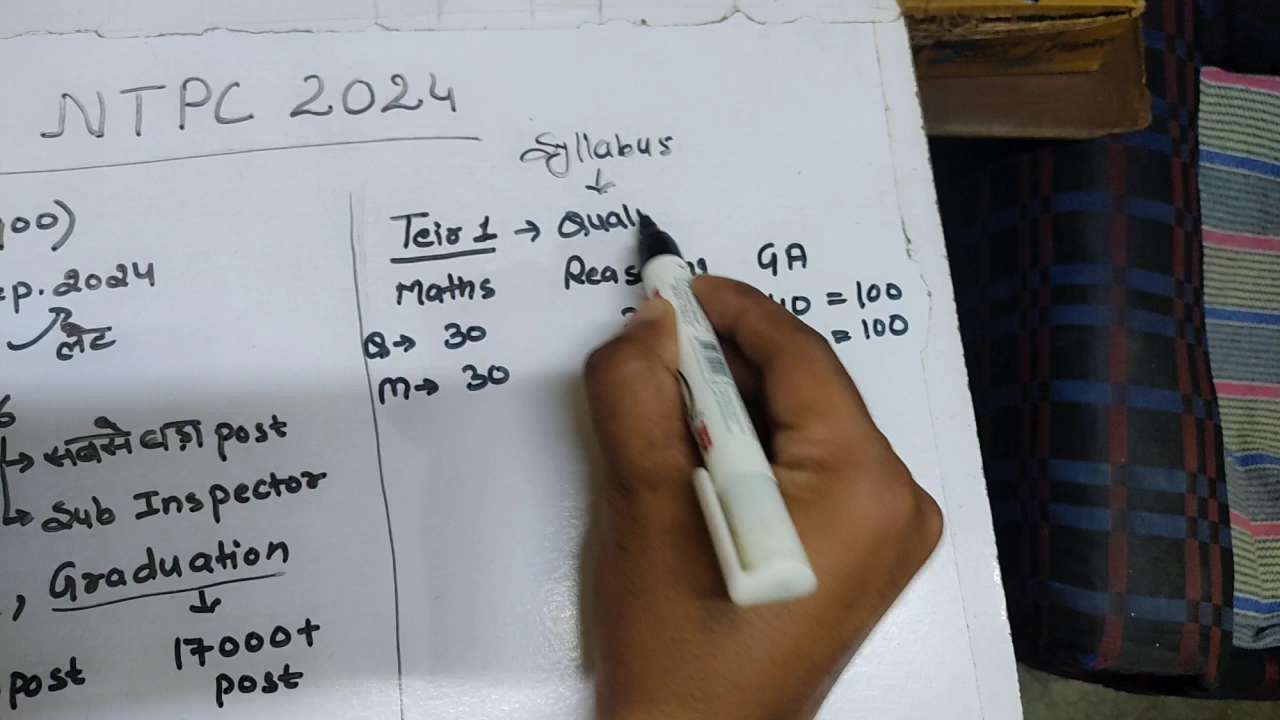 NTPC 2024
00)
p. 2024
लेट
→ सबसे बड़ा post
→ Sub Inspector
, Graduation
↓
post 17000+
post
Syllabus
↓
Teir 1 → Qual
Maths Reas GA
Q → 30 40 = 100
M → 30 = 100